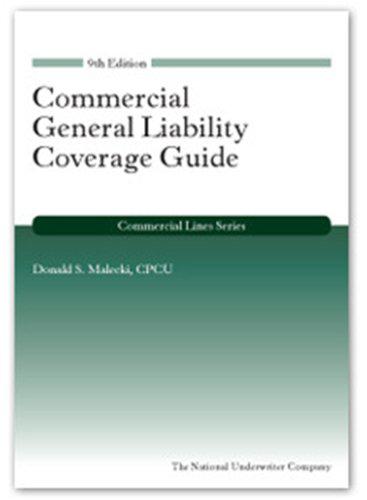 9th Edition
Commercial
General Liability
Coverage Guide
Commercial Lines Series
Donald S. Malecki, CPCU
The National Underwriter Company